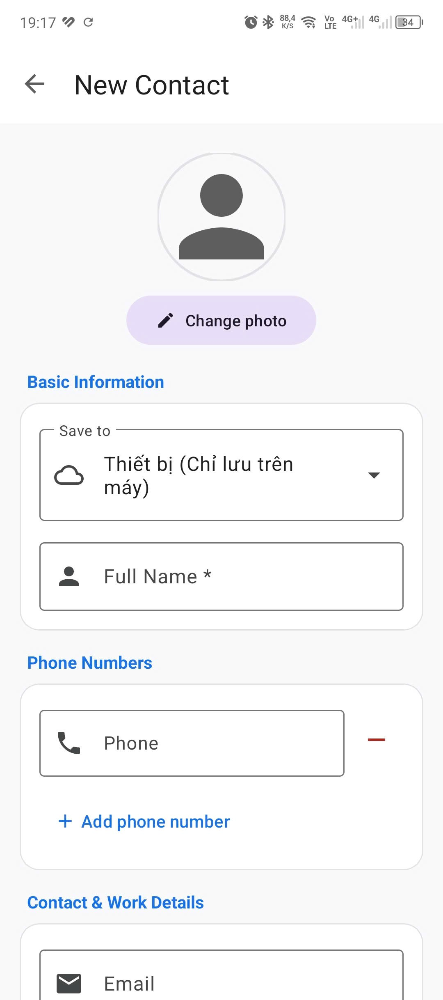 19:17
88,4
K/S
Vo
LTE
4G+
4G
34
New Contact
Change photo
Basic Information
Save to
Thiết bị (Chỉ lưu trên
máy)
Full Name *
Phone Numbers
Phone
+ Add phone number
Contact & Work Details
Email